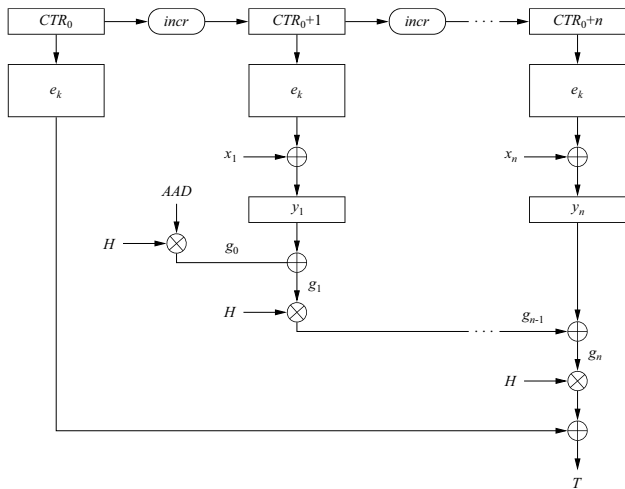 CTR0 incr CTR0+1 incr · · · CTR0+n
ek ek ek
x1 xn
AAD y1 yn
H g0
g1
H · · · gn-1
gn
H
T